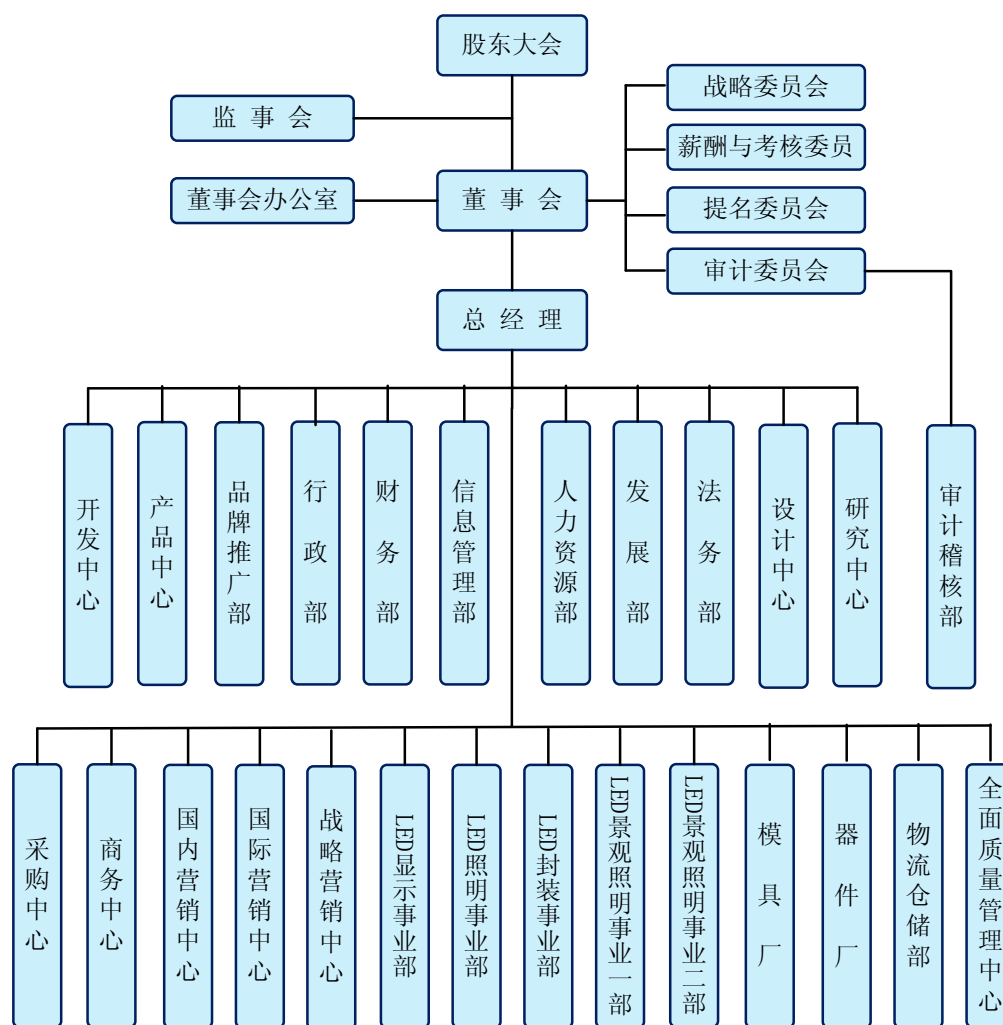 股东大会
监 事 会
战略委员会
薪酬与考核委员
董事会办公室
董 事 会
提名委员会
审计委员会
总 经 理
开发中心
产品中心
品牌推广部
行政部
财务部
信息管理部
人力资源部
发展部
法务部
设计中心
研究中心
审计稽核部
采购中心
商务中心
国内营销中心
国际营销中心
战略营销中心
LED显示事业部
LED照明事业部
LED封装事业部
LED景观照明事业一部
LED景观照明事业二部
模具厂
器件厂
物流仓储部
全面质量管理中心